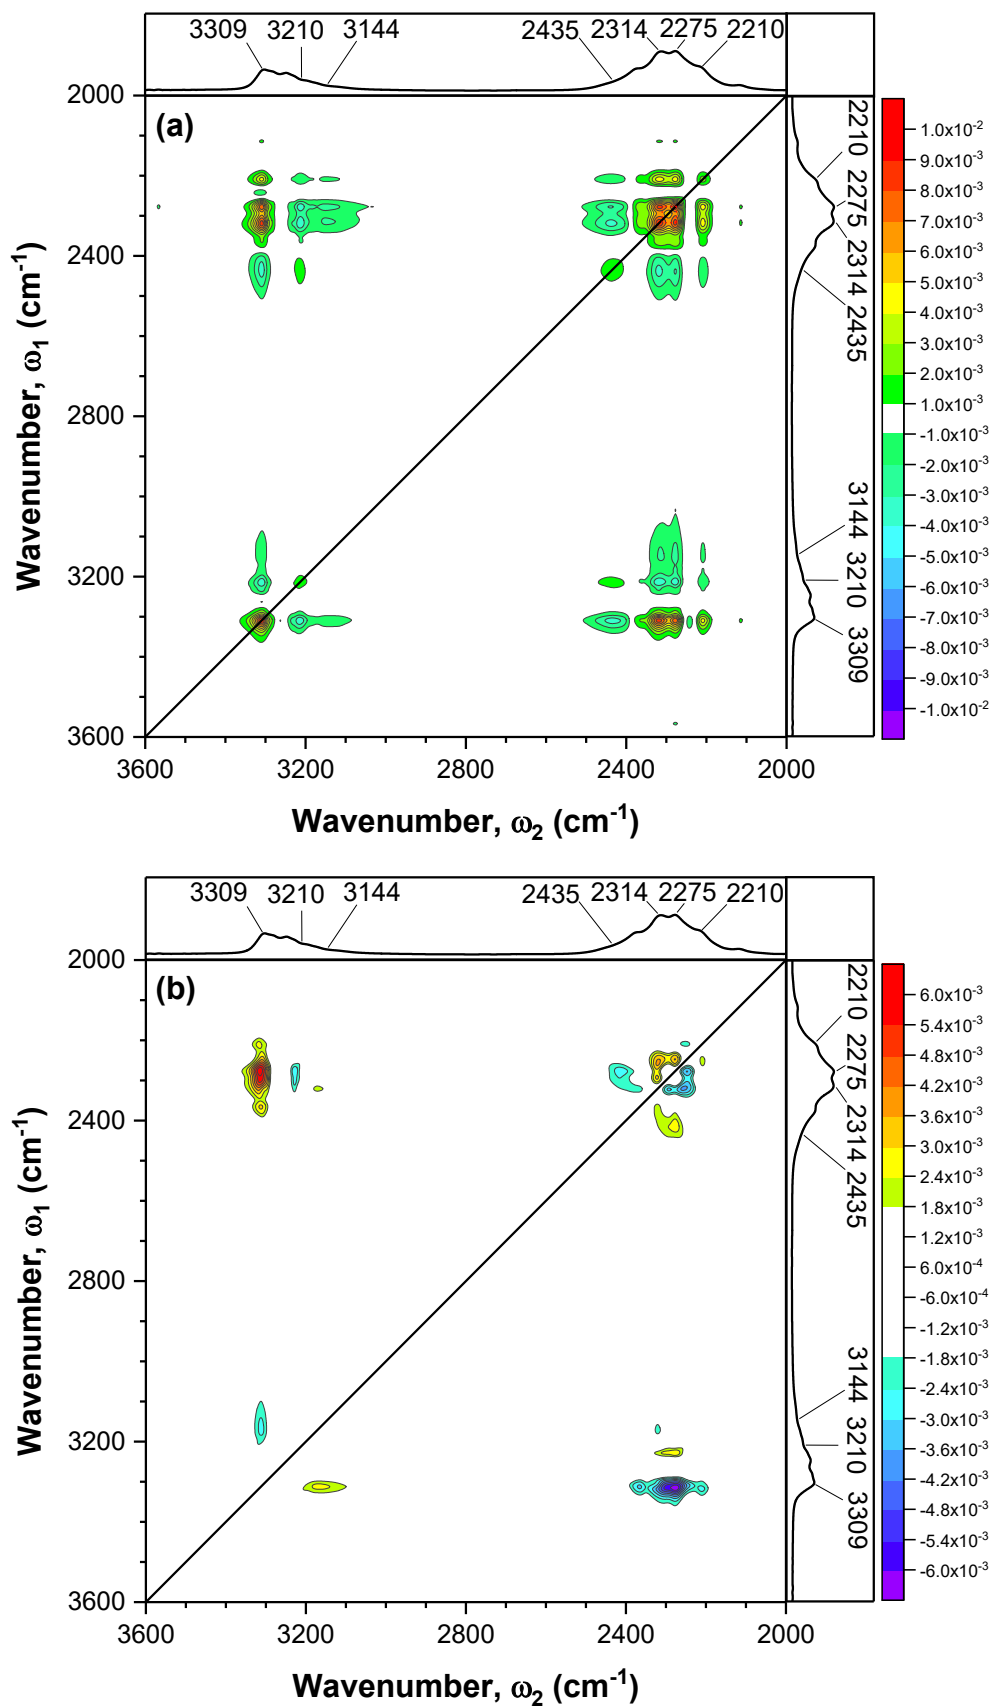 3309 3210 3144 2435 2314 2275 2210
(a)
2000
2400
2800
3200
3600
Wavenumber, ω₁ (cm⁻¹)
3600 3200 2800 2400 2000
Wavenumber, ω₂ (cm⁻¹)
2210
2275
2314
2435
3144
3210
3309
1.0x10⁻²
9.0x10⁻³
8.0x10⁻³
7.0x10⁻³
6.0x10⁻³
5.0x10⁻³
4.0x10⁻³
3.0x10⁻³
2.0x10⁻³
1.0x10⁻³
-1.0x10⁻³
-2.0x10⁻³
-3.0x10⁻³
-4.0x10⁻³
-5.0x10⁻³
-6.0x10⁻³
-7.0x10⁻³
-8.0x10⁻³
-9.0x10⁻³
-1.0x10⁻²
3309 3210 3144 2435 2314 2275 2210
(b)
2000
2400
2800
3200
3600
Wavenumber, ω₁ (cm⁻¹)
3600 3200 2800 2400 2000
Wavenumber, ω₂ (cm⁻¹)
2210
2275
2314
2435
3144
3210
3309
6.0x10⁻³
5.4x10⁻³
4.8x10⁻³
4.2x10⁻³
3.6x10⁻³
3.0x10⁻³
2.4x10⁻³
1.8x10⁻³
1.2x10⁻³
6.0x10⁻⁴
-6.0x10⁻⁴
-1.2x10⁻³
-1.8x10⁻³
-2.4x10⁻³
-3.0x10⁻³
-3.6x10⁻³
-4.2x10⁻³
-4.8x10⁻³
-5.4x10⁻³
-6.0x10⁻³